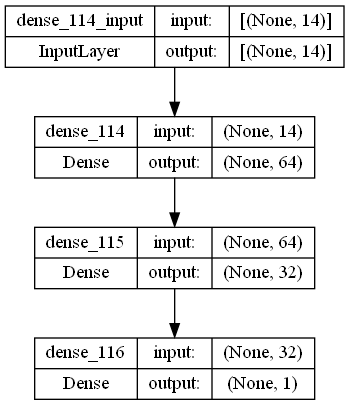 dense_114_input input: [(None, 14)]
InputLayer output: [(None, 14)]
dense_114 input: (None, 14)
Dense output: (None, 64)
dense_115 input: (None, 64)
Dense output: (None, 32)
dense_116 input: (None, 32)
Dense output: (None, 1)